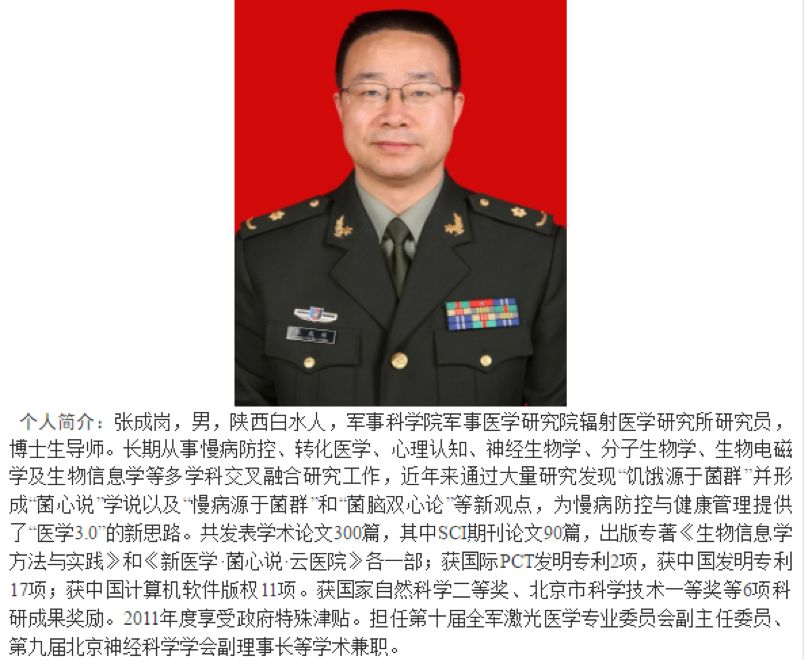 个人简介：张成岗，男，陕西白水人，军事科学院军事医学研究院辐射医学研究所研究员，
博士生导师。长期从事慢病防控、转化医学、心理认知、神经生物学、分子生物学、生物电磁
学及生物信息学等多学科交叉融合研究工作，近年来通过大量研究发现“饥饿源于菌群”并形
成“菌心说”学说以及“慢病源于菌群”和“菌脑双心论”等新观点，为慢病防控与健康管理提供
了“医学3.0”的新思路。共发表学术论文300篇，其中SCI期刊论文90篇，出版专著《生物信息学
方法与实践》和《新医学·菌心说·云医院》各一部；获国际PCT发明专利2项，获中国发明专利
17项；获中国计算机软件版权11项。获国家自然科学二等奖、北京市科学技术一等奖等6项科
研成果奖励。2011年度享受政府特殊津贴。担任第十届全军激光医学专业委员会副主任委员、
第九届北京神经科学学会副理事长等学术兼职。